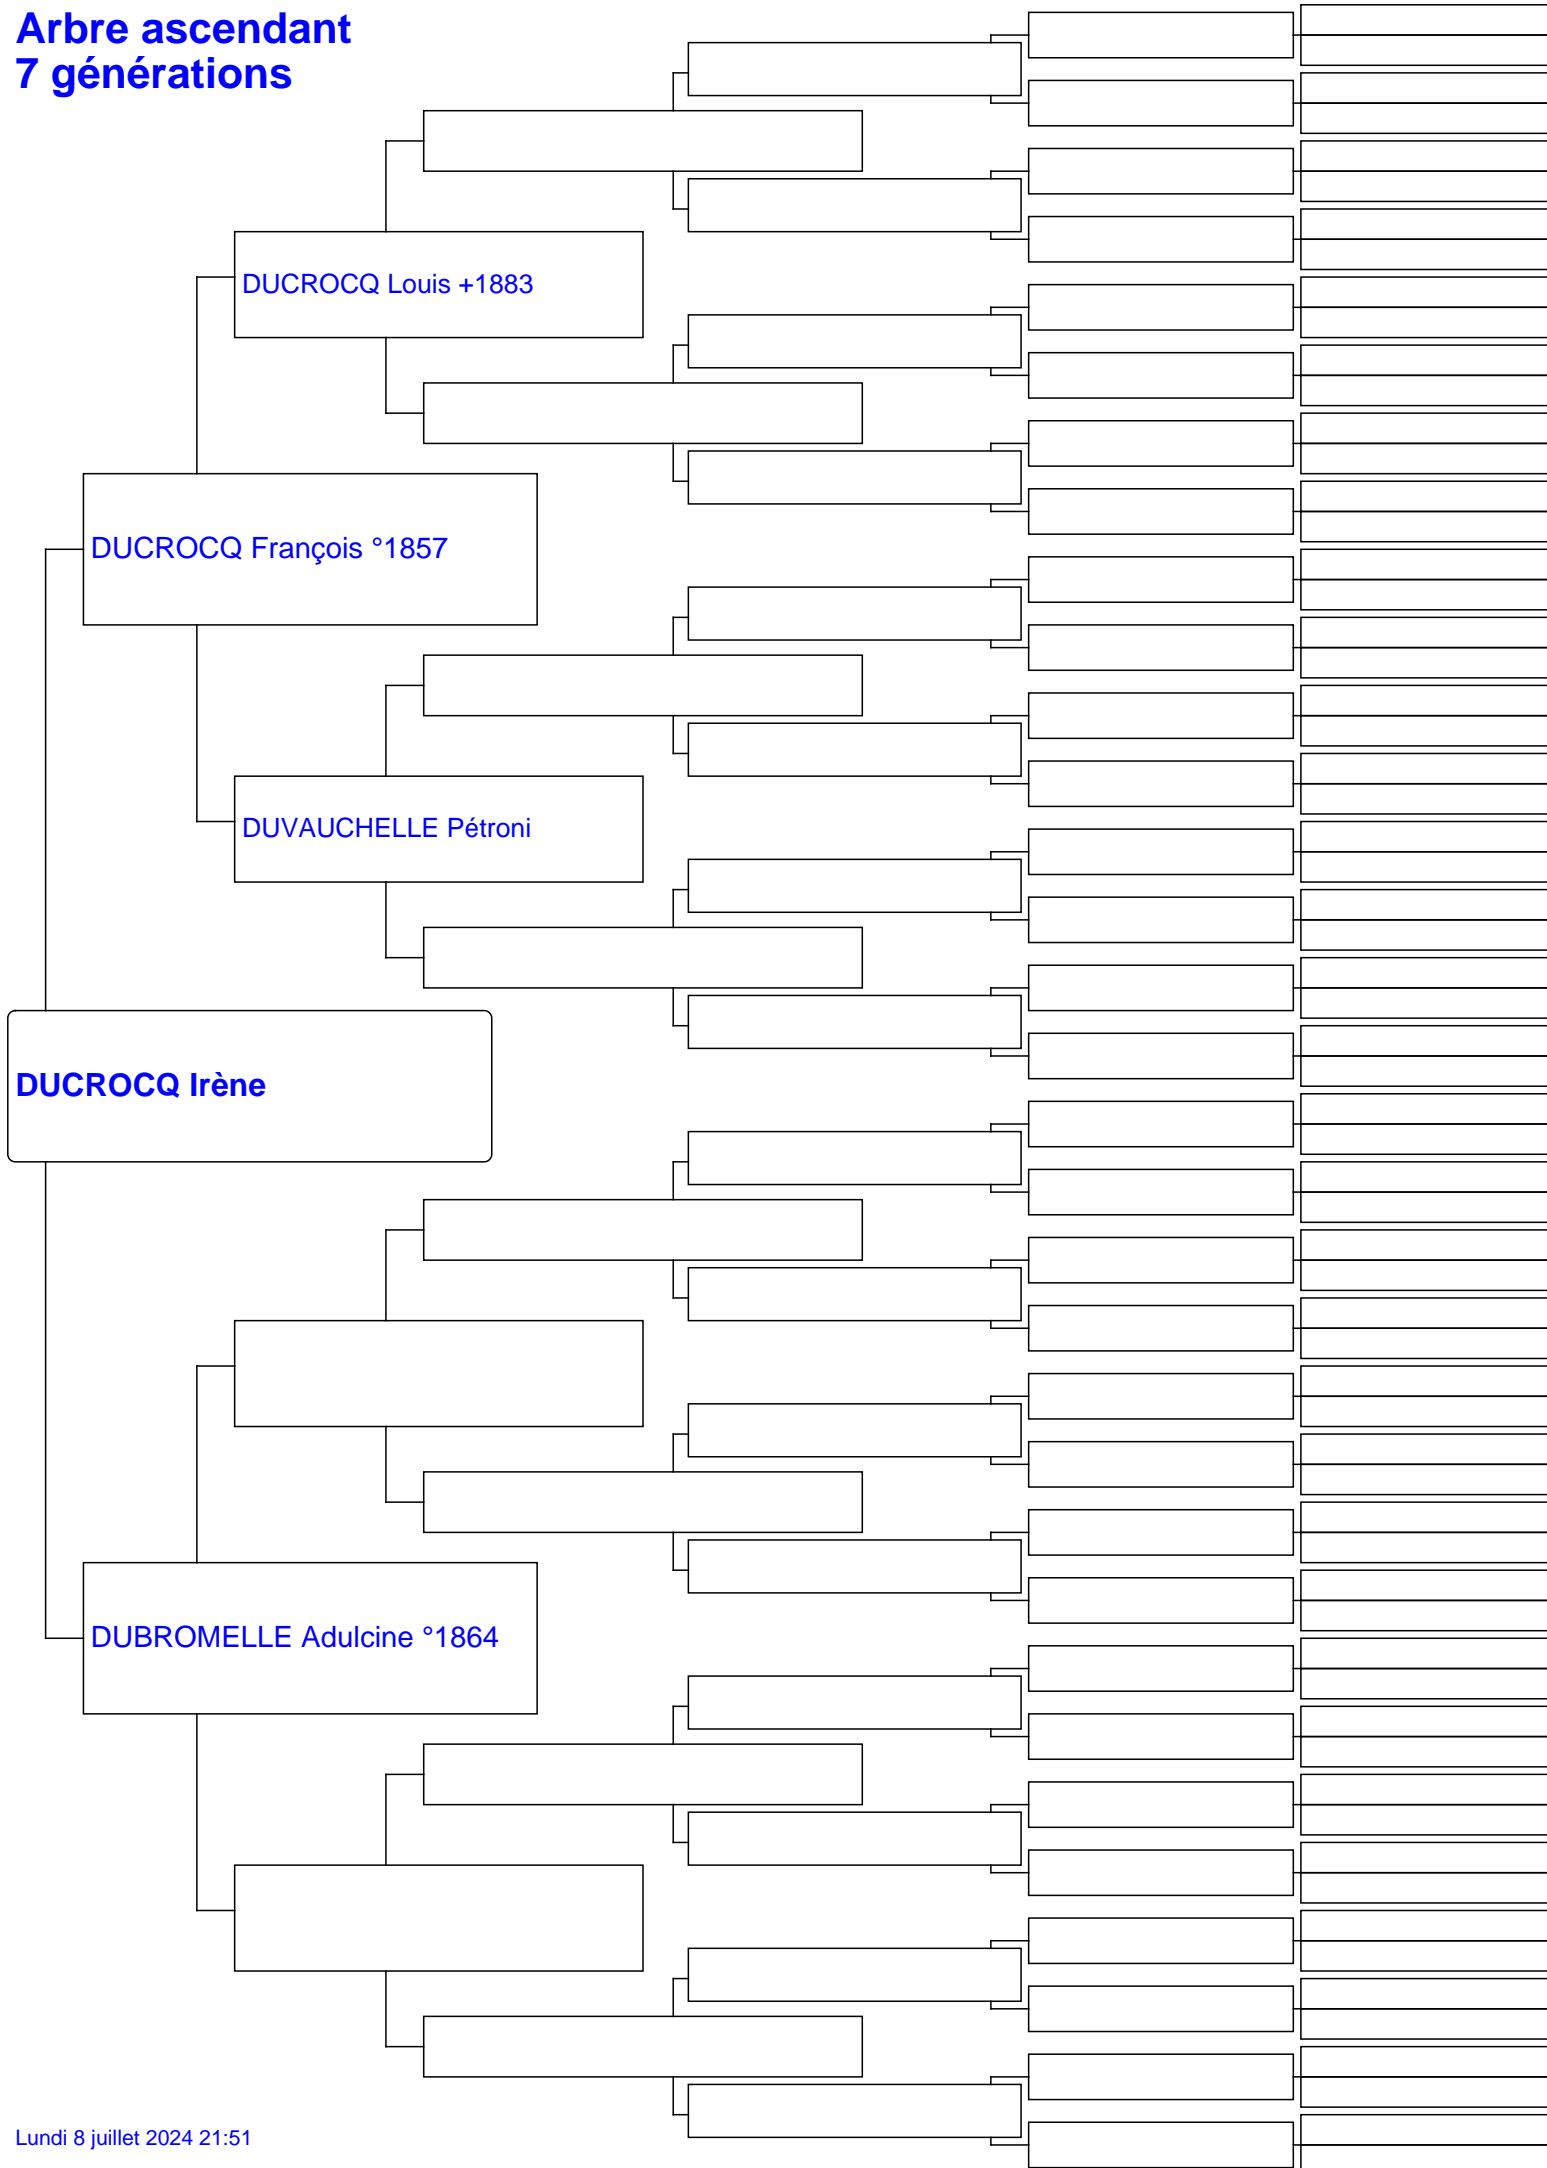 Arbre ascendant
7 générations
DUCROCQ Louis +1883
DUCROCQ François °1857
DUVAUCHELLE Pétroni
DUCROCQ Irène
DUBROMELLE Adulcine °1864
Lundi 8 juillet 2024 21:51